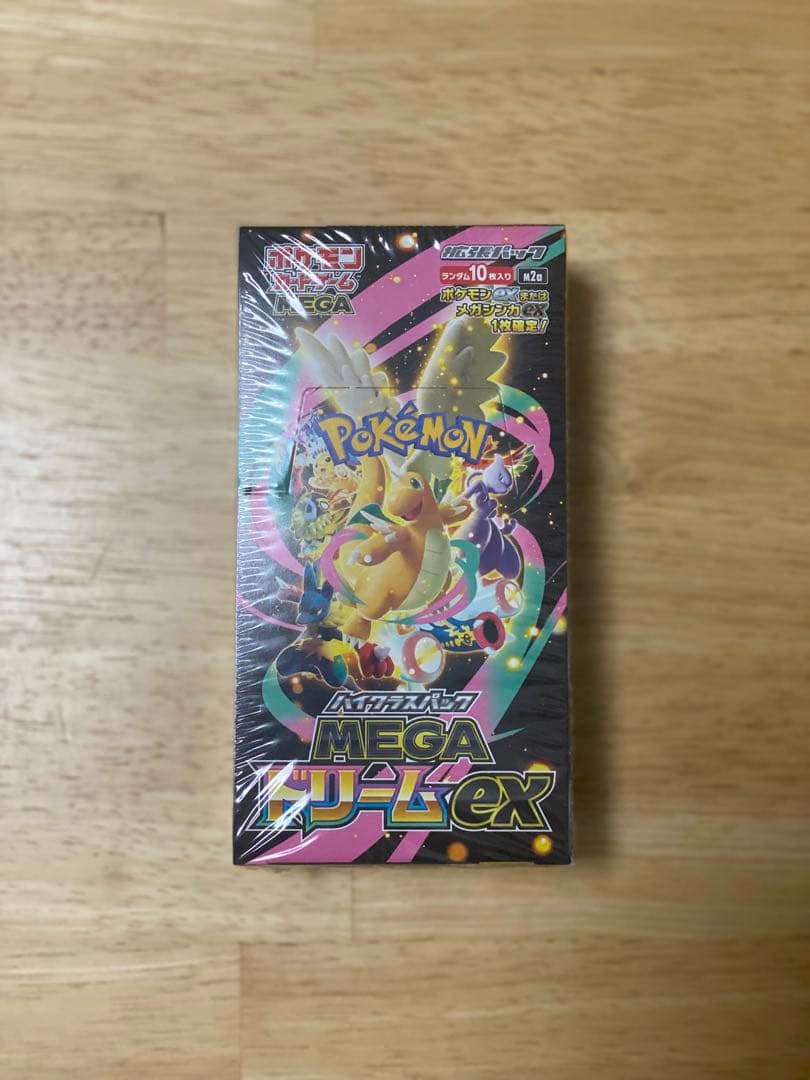 ポケモン
カードゲーム
MEGA
拡張パック
ランダム10枚入り
M2a
ポケモンexまたは
メガシンカex
1枚確定!
POKéMON
ハイクラスパック
MEGA
ドリームex